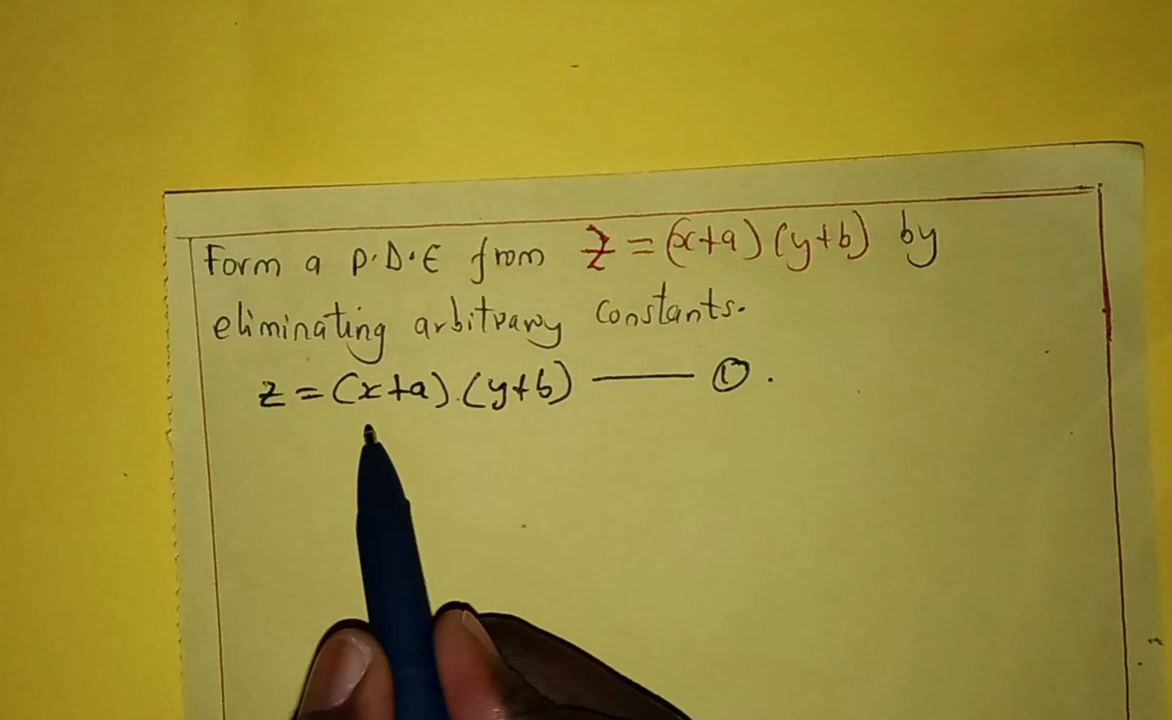 Form a P.D.E from z = (x+a) (y+b) by
eliminating arbitrary constants.
z = (x+a).(y+b) —— ①.